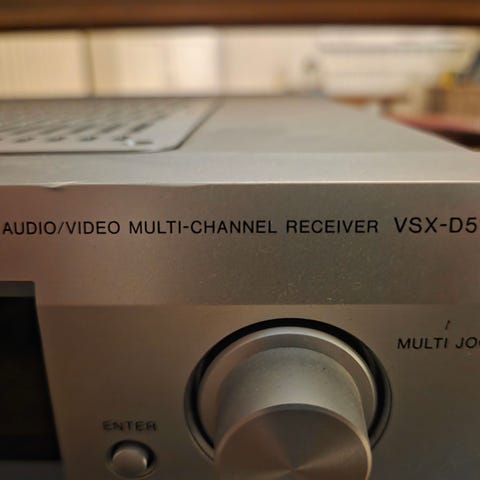 AUDIO/VIDEO MULTI-CHANNEL RECEIVER VSX-D5
MULTI JO
ENTER